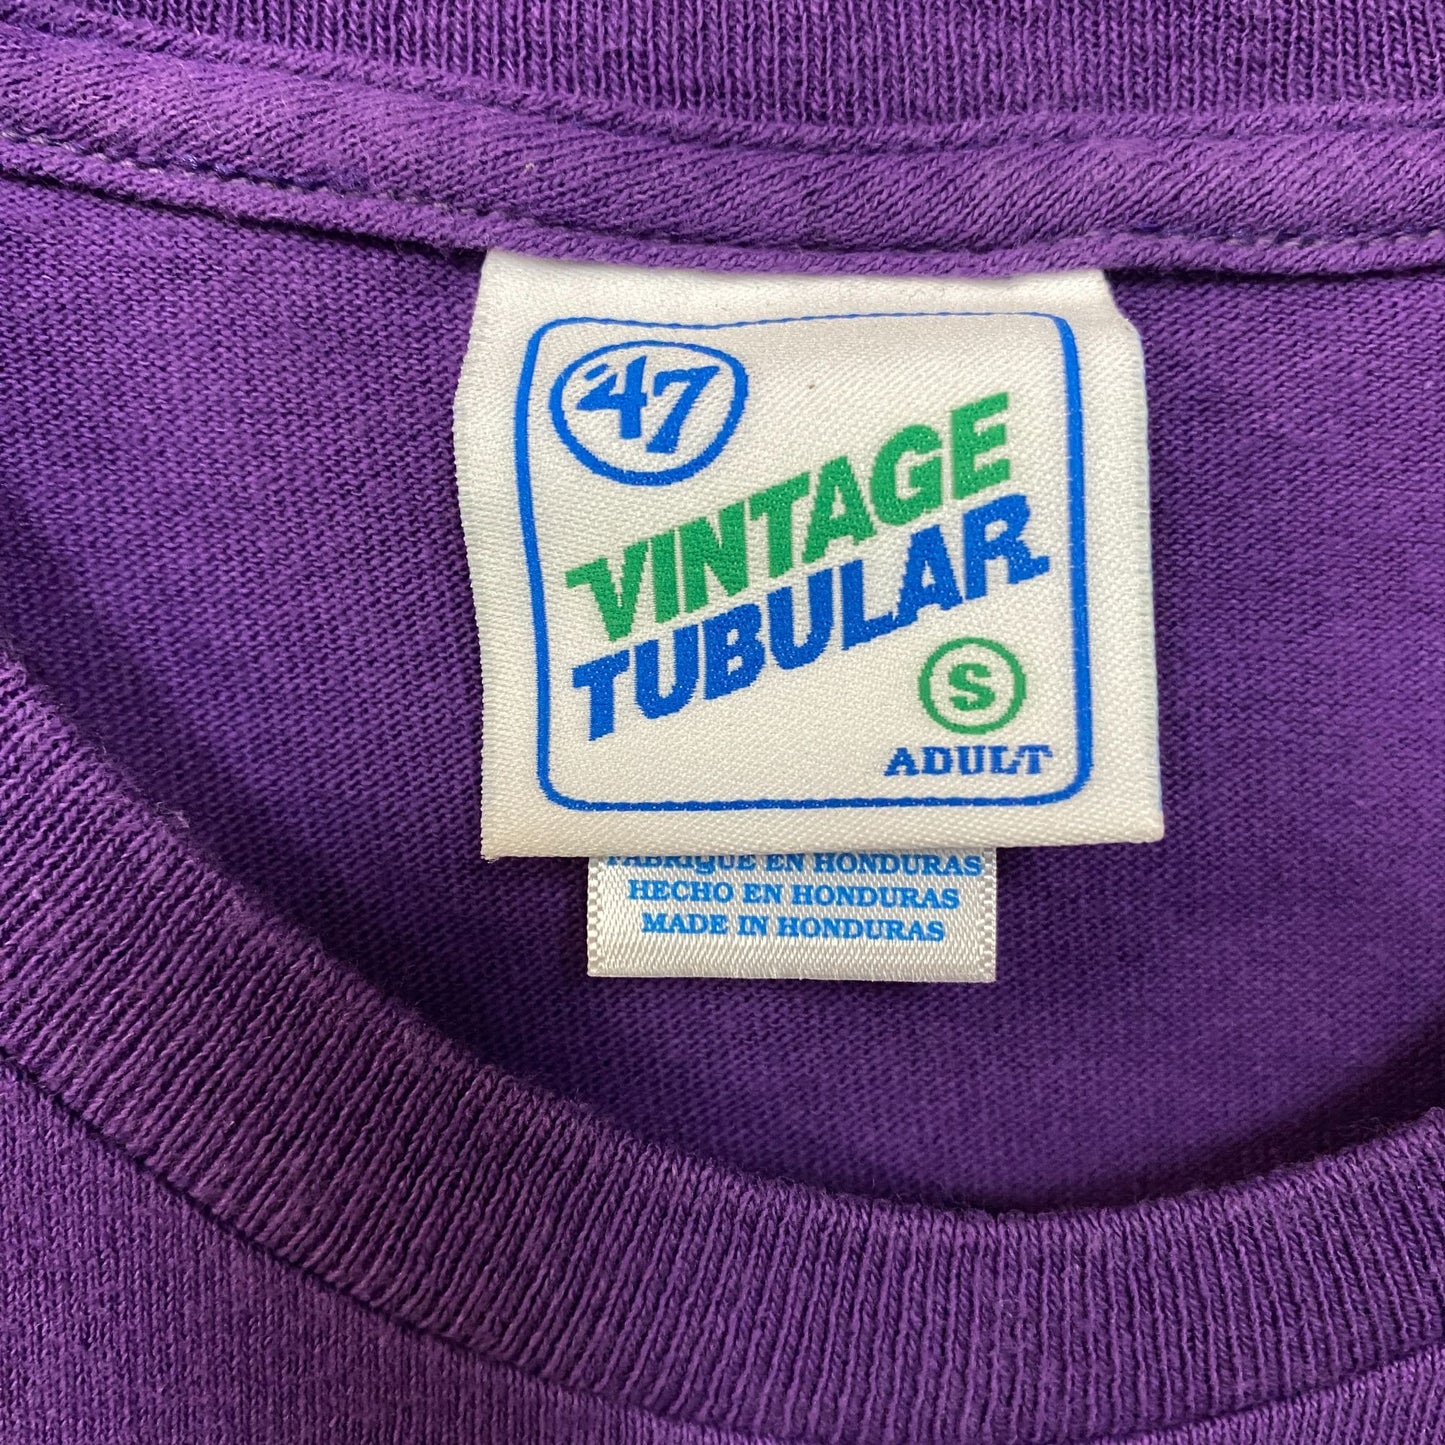 '47
VINTAGE
TUBULAR
S
ADULT
FABRIQUE EN HONDURAS
HECHO EN HONDURAS
MADE IN HONDURAS